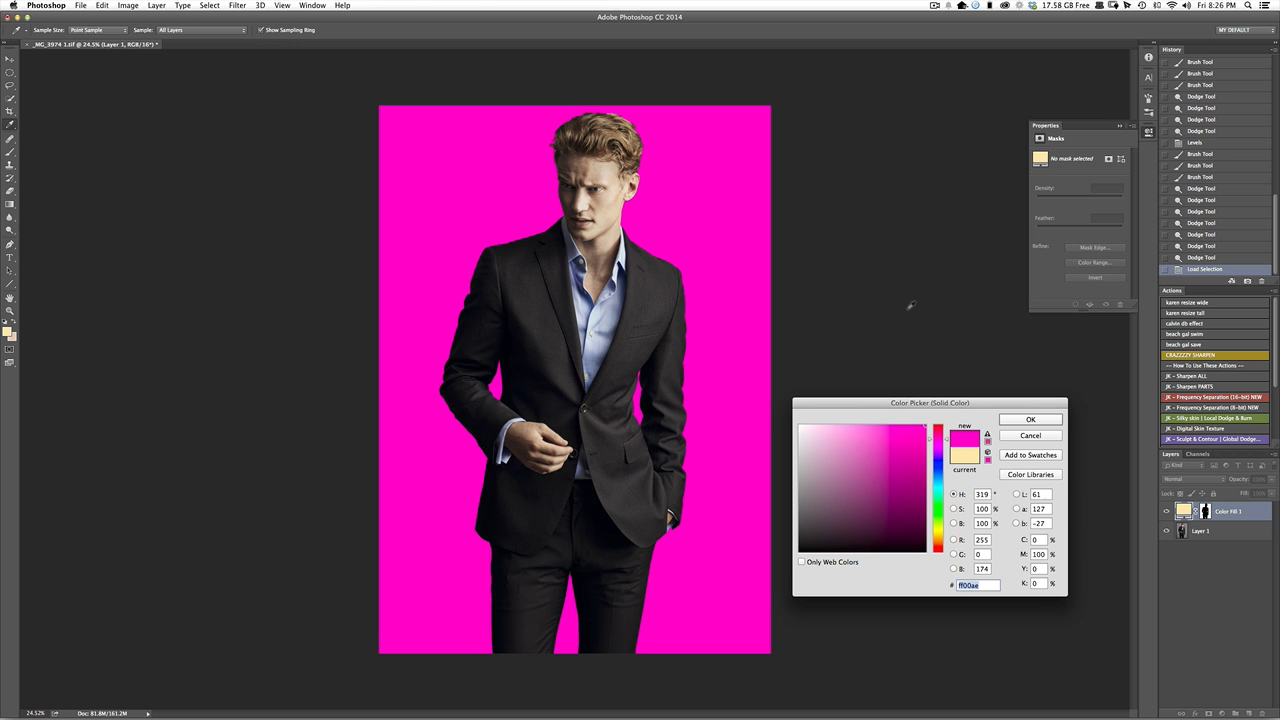 Photoshop File Edit Image Layer Type Select Filter 3D View Window Help 17.58 GB Free Fri 8:26 PM
Adobe Photoshop CC 2014
Sample Size: Point Sample Sample: All Layers Show Sampling Ring MY DEFAULT
_MG_3974 1.tif @ 24.5% (Layer 1, RGB/16*) *
History
Brush Tool
Brush Tool
Brush Tool
Dodge Tool
Dodge Tool
Dodge Tool
Dodge Tool
Levels
Brush Tool
Brush Tool
Brush Tool
Dodge Tool
Dodge Tool
Dodge Tool
Dodge Tool
Dodge Tool
Dodge Tool
Dodge Tool
Load Selection
Properties
Masks
No mask selected
Density:
Feather:
Refine: Mask Edge...
Color Range...
Invert
Actions
karen resize wide
karen resize tall
calvin db effect
beach gal swim
beach gal save
CRAZZZZY SHARPEN
-- How To Use These Actions --
JK - Sharpen ALL
JK - Sharpen PARTS
JK - Frequency Separation (16-bit) NEW
JK - Frequency Separation (8-bit) NEW
JK - Silky skin | Local Dodge & Burn
JK - Digital Skin Texture
JK - Sculpt & Contour | Global Dodge...
Layers Channels
Kind
Normal Opacity:
Lock: Fill:
Color Fill 1
Layer 1
Color Picker (Solid Color)
new
current
OK
Cancel
Add to Swatches
Color Libraries
H: 319 °
S: 100 %
B: 100 %
R: 255
G: 0
B: 174
# ff00ae
L: 61
a: 127
b: -27
C: 0 %
M: 100 %
Y: 0 %
K: 0 %
Only Web Colors
24.52% Doc: 81.8M/161.2M